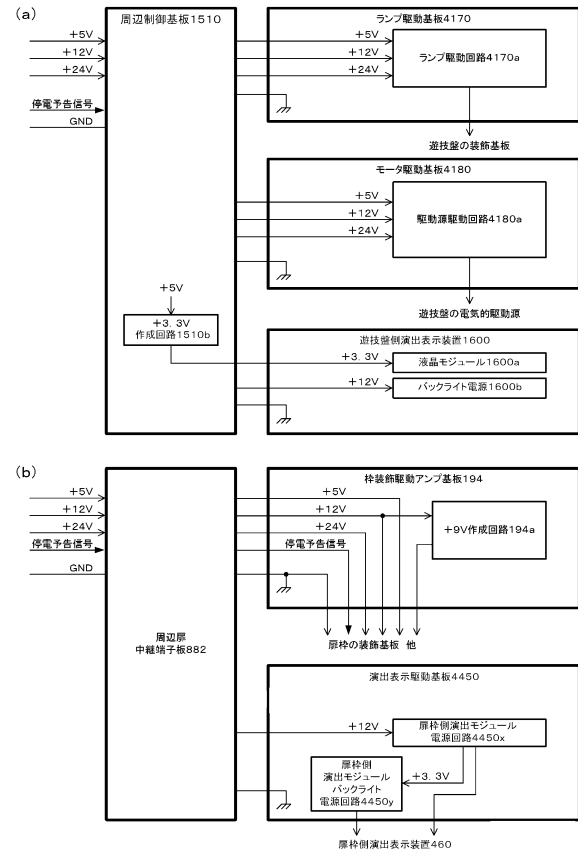 (a)
周辺制御基板1510
+5V
+12V
+24V
停電予告信号
GND
ランプ駆動基板4170
+5V
+12V
+24V
ランプ駆動回路4170a
遊技盤の装飾基板
モータ駆動基板4180
+5V
+12V
+24V
駆動源駆動回路4180a
遊技盤の電気的駆動源
+5V
+3.3V
作成回路1510b
遊技盤側演出表示装置1600
+3.3V
液晶モジュール1600a
+12V
バックライト電源1600b
(b)
+5V
+12V
+24V
停電予告信号
GND
周辺扉
中継端子板882
枠装飾駆動アンプ基板194
+5V
+12V
+24V
停電予告信号
+9V作成回路194a
扉枠の装飾基板 他
演出表示駆動基板4450
+12V
扉枠側演出モジュール
電源回路4450x
+3.3V
扉枠側
演出モジュール
バックライト
電源回路4450y
扉枠側演出表示装置460